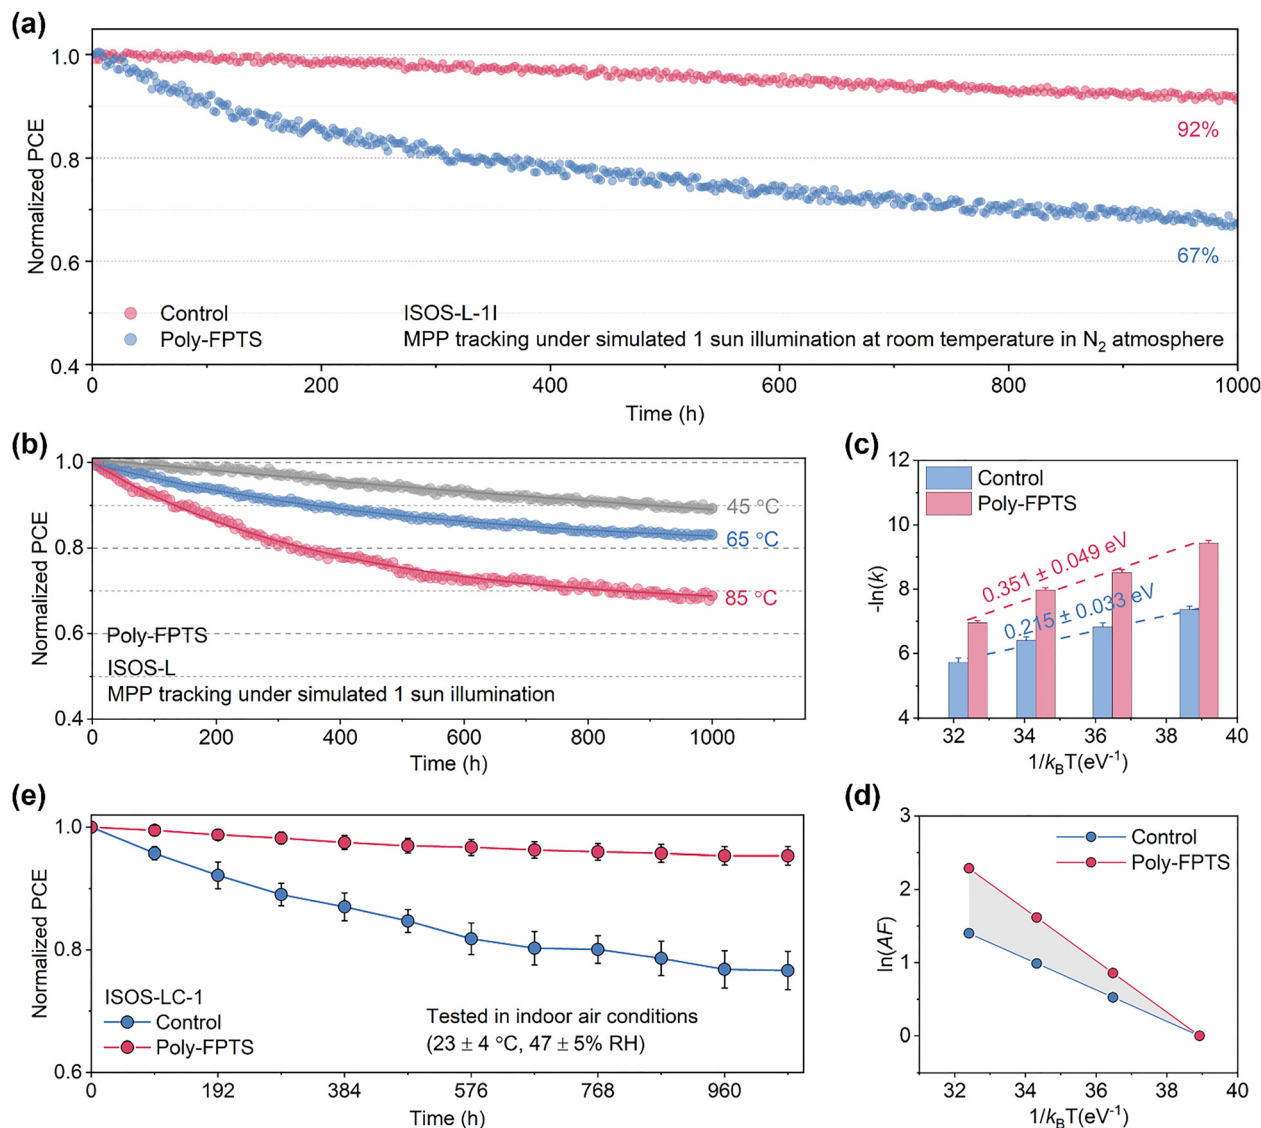 (a)
Normalized PCE
1.0
0.8
0.6
0.4
92%
67%
Control
Poly-FPTS
ISOS-L-1I
MPP tracking under simulated 1 sun illumination at room temperature in N2 atmosphere
0 200 400 600 800 1000
Time (h)
(b)
Normalized PCE
1.0
0.8
0.6
0.4
45 °C
65 °C
85 °C
Poly-FPTS
ISOS-L
MPP tracking under simulated 1 sun illumination
0 200 400 600 800 1000
Time (h)
(c)
-ln(k)
12
10
8
6
4
Control
Poly-FPTS
0.351 ± 0.049 eV
0.215 ± 0.033 eV
32 34 36 38 40
1/kBT(eV-1)
(e)
Normalized PCE
1.0
0.8
0.6
ISOS-LC-1
Control
Poly-FPTS
Tested in indoor air conditions
(23 ± 4 °C, 47 ± 5% RH)
0 192 384 576 768 960
Time (h)
(d)
ln(AF)
3
2
1
0
Control
Poly-FPTS
32 34 36 38 40
1/kBT(eV-1)